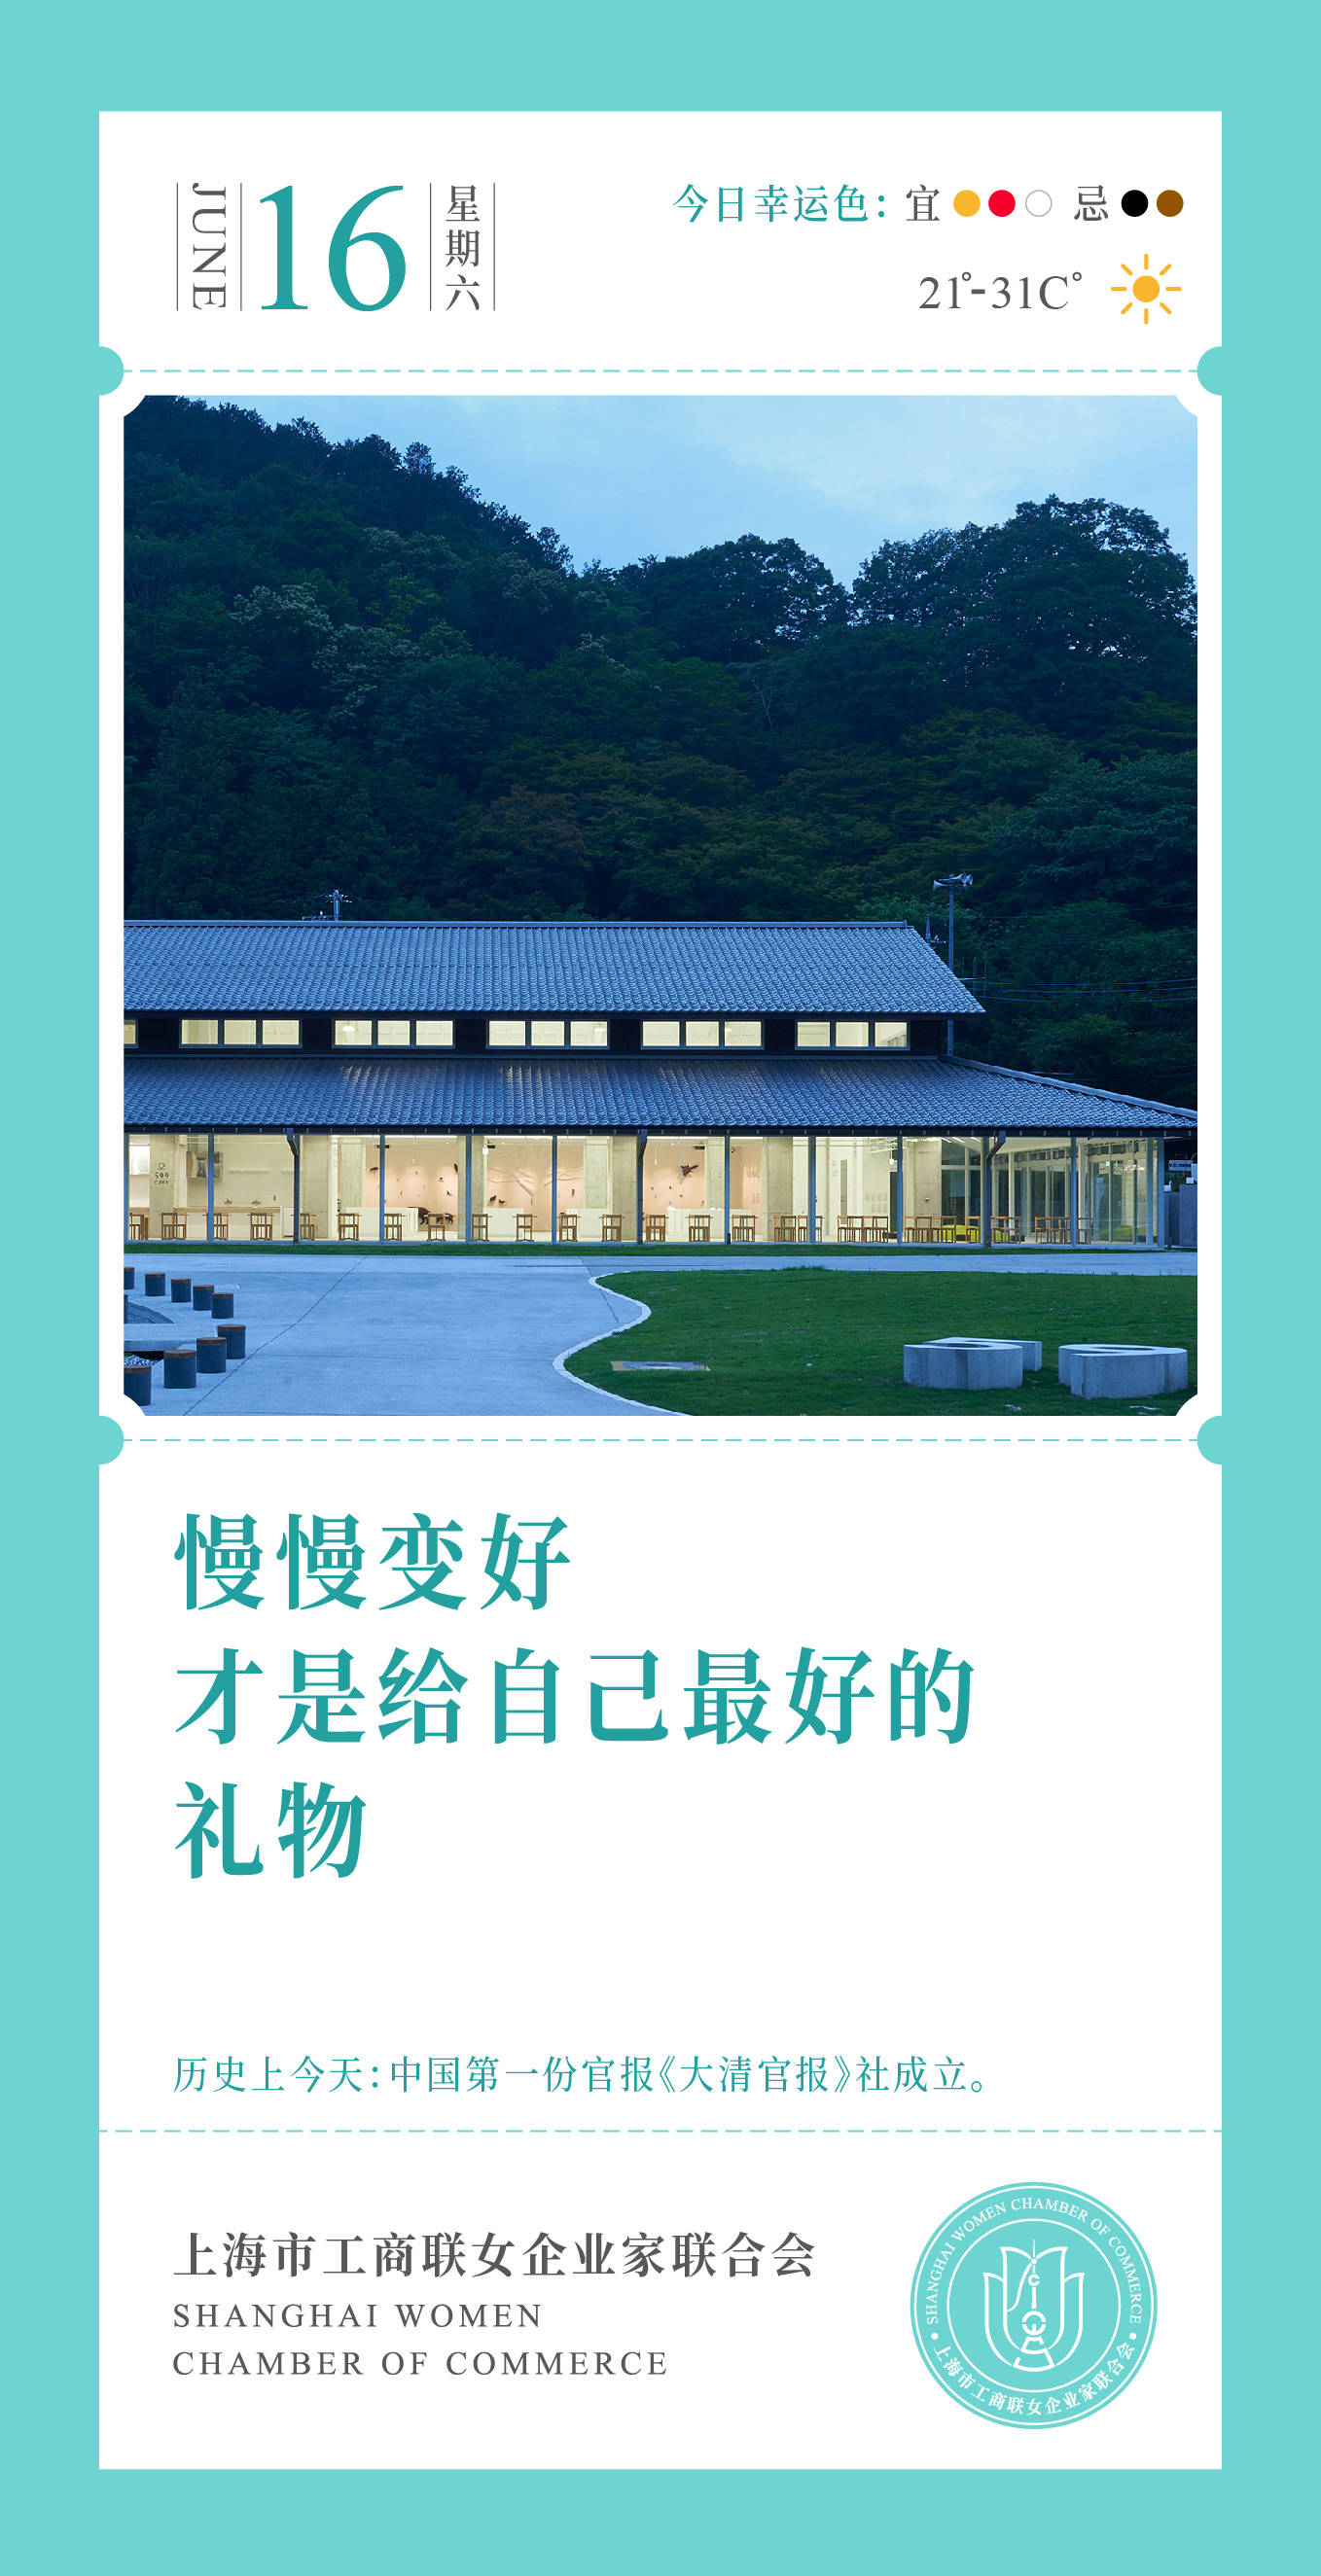 JUNE
16
星期六
今日幸运色：宜 忌
21°-31C°
慢慢变好
才是给自己最好的
礼物
历史上今天：中国第一份官报《大清官报》社成立。
上海市工商联女企业家联合会
SHANGHAI WOMEN
CHAMBER OF COMMERCE
SHANGHAI WOMEN CHAMBER OF COMMERCE
上海市工商联女企业家联合会